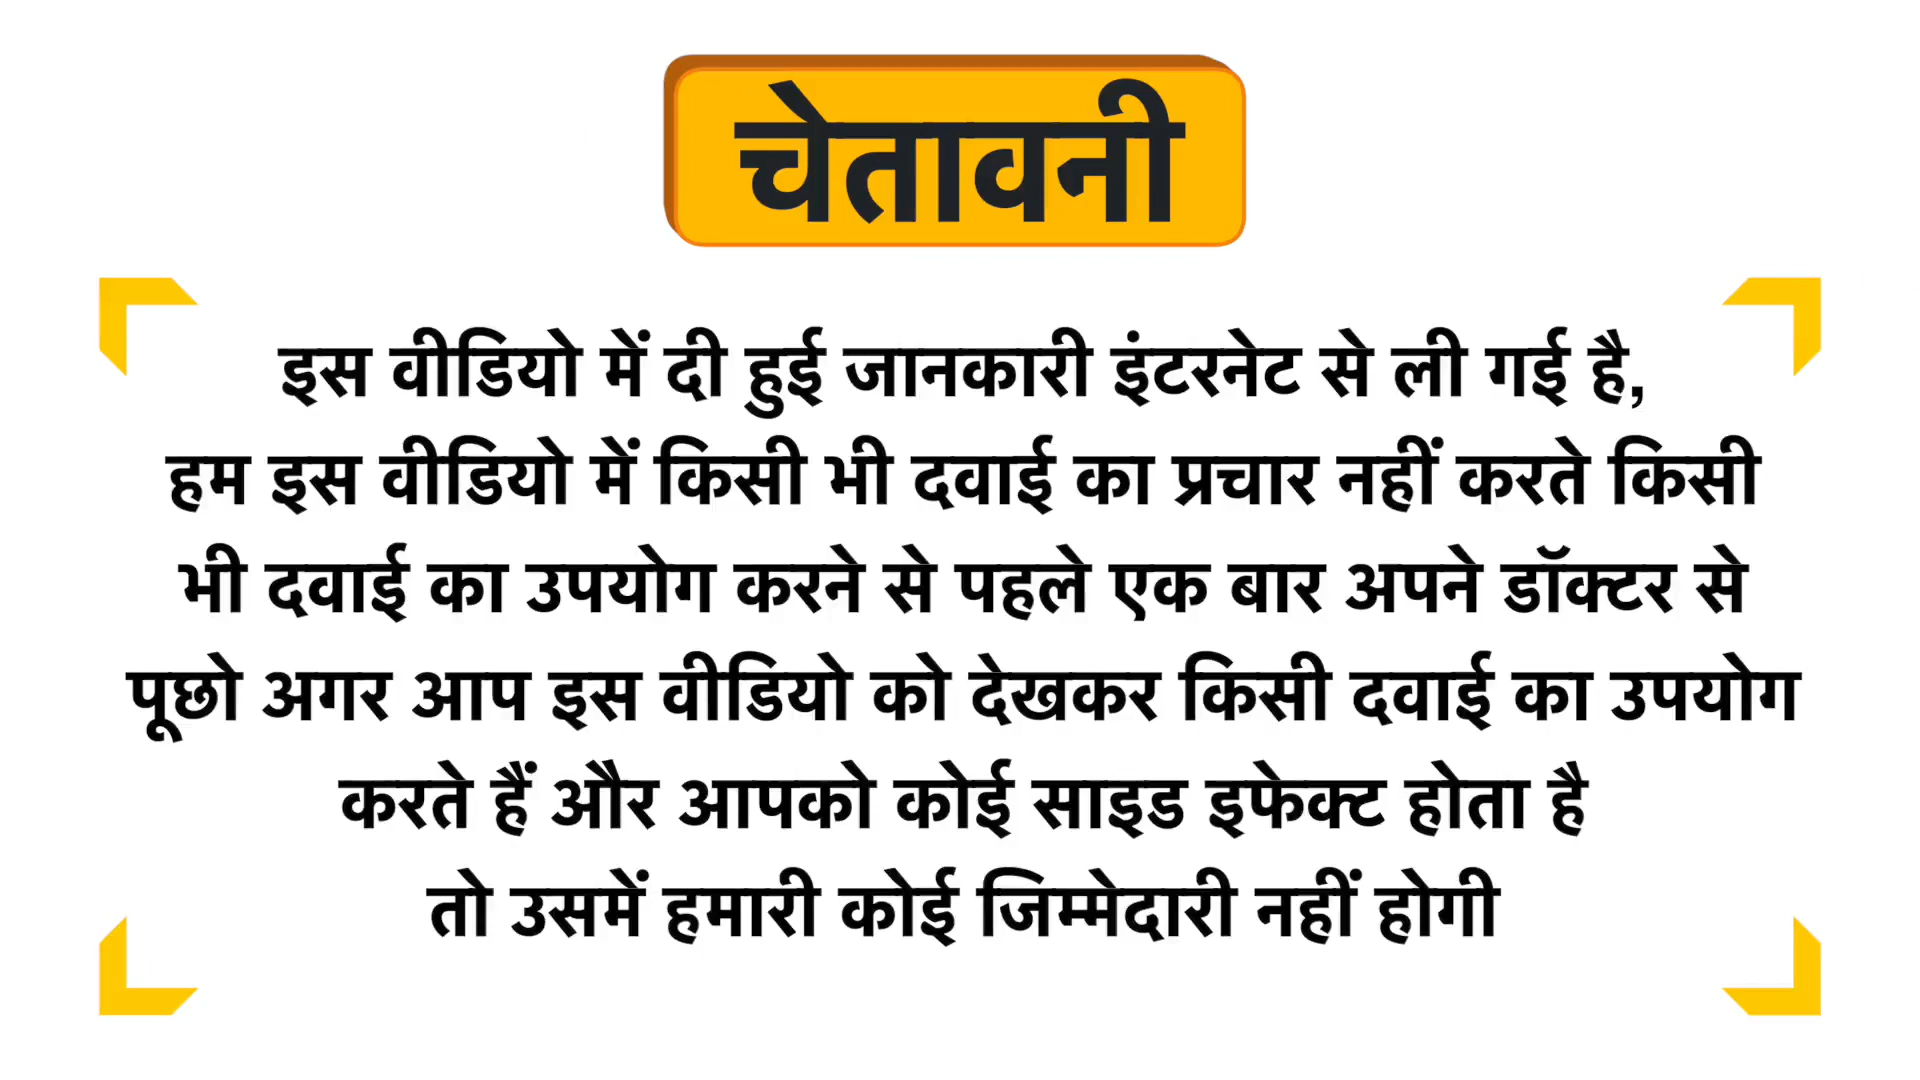 चेतावनी
इस वीडियो में दी हुई जानकारी इंटरनेट से ली गई है,
हम इस वीडियो में किसी भी दवाई का प्रचार नहीं करते किसी
भी दवाई का उपयोग करने से पहले एक बार अपने डॉक्टर से
पूछो अगर आप इस वीडियो को देखकर किसी दवाई का उपयोग
करते हैं और आपको कोई साइड इफेक्ट होता है
तो उसमें हमारी कोई जिम्मेदारी नहीं होगी